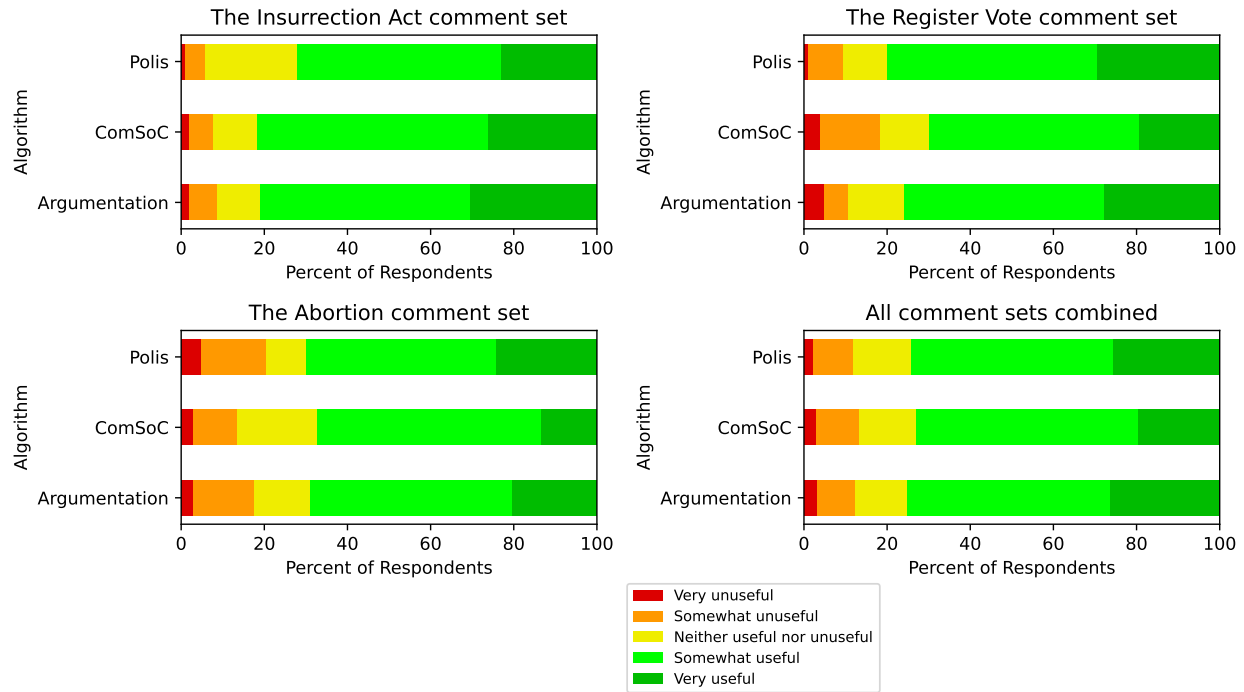 The Insurrection Act comment set
Algorithm
Polis
ComSoC
Argumentation
0 20 40 60 80 100
Percent of Respondents
The Register Vote comment set
Algorithm
Polis
ComSoC
Argumentation
0 20 40 60 80 100
Percent of Respondents
The Abortion comment set
Algorithm
Polis
ComSoC
Argumentation
0 20 40 60 80 100
Percent of Respondents
All comment sets combined
Algorithm
Polis
ComSoC
Argumentation
0 20 40 60 80 100
Percent of Respondents
Very unuseful
Somewhat unuseful
Neither useful nor unuseful
Somewhat useful
Very useful